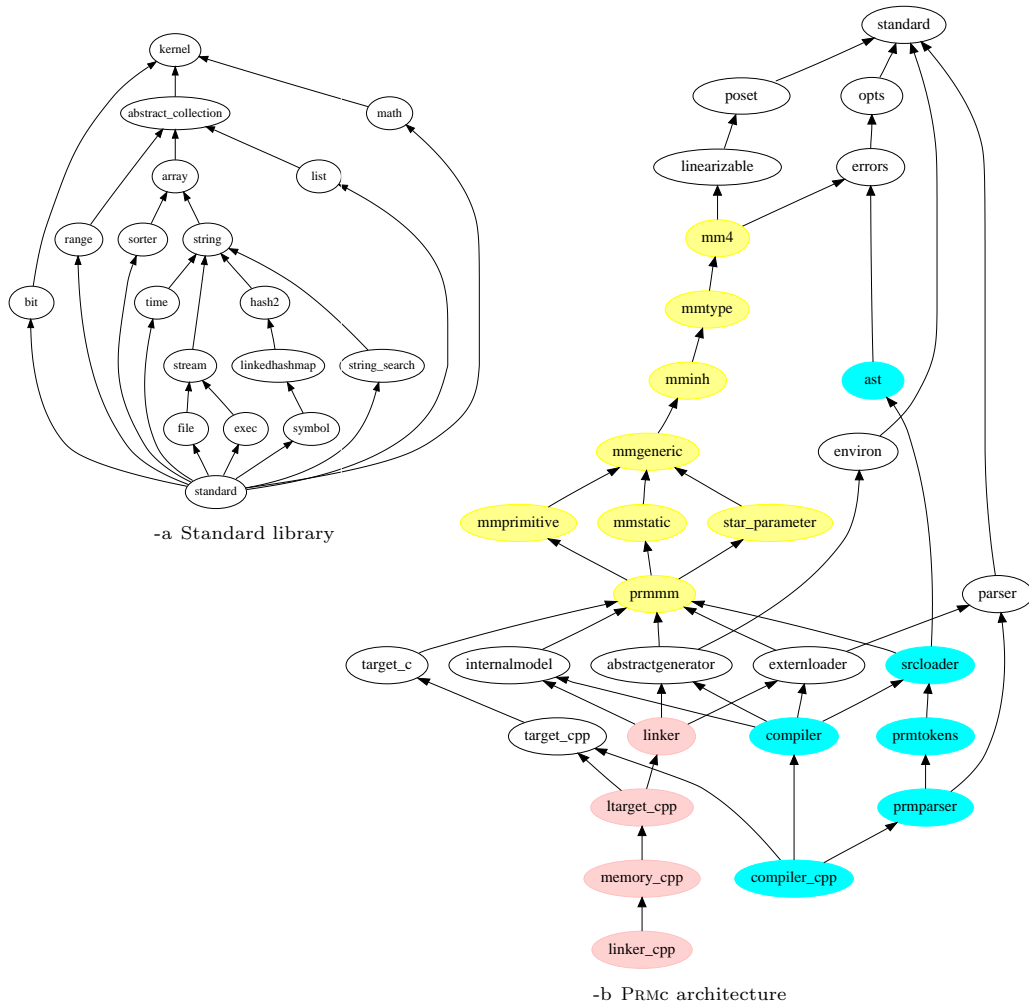 kernel
abstract_collection
math
array
list
range
sorter
string
bit
time
hash2
stream
linkedhashmap
string_search
file
exec
symbol
standard
-a Standard library
standard
poset
opts
linearizable
errors
mm4
mmtype
mminh
ast
mmgeneric
environ
mmprimitive
mmstatic
star_parameter
prmmm
parser
target_c
internalmodel
abstractgenerator
externloader
srcloader
target_cpp
linker
compiler
prmtokens
ltarget_cpp
prmparser
memory_cpp
compiler_cpp
linker_cpp
-b PRMC architecture